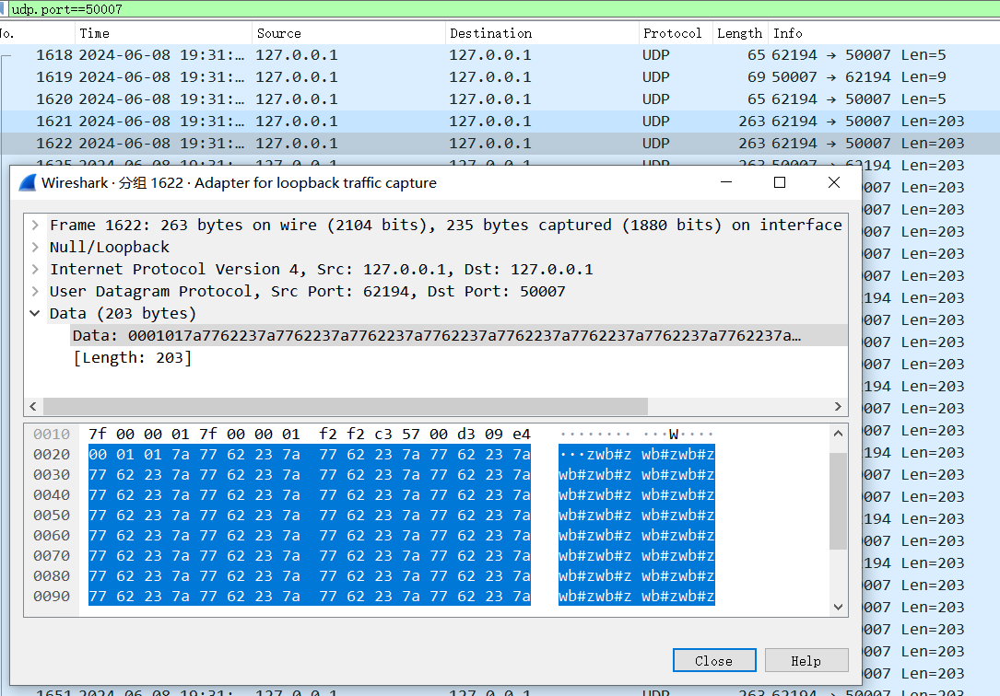 udp.port==50007
No. Time Source Destination Protocol Length Info
1618 2024-06-08 19:31:… 127.0.0.1 127.0.0.1 UDP 65 62194 → 50007 Len=5
1619 2024-06-08 19:31:… 127.0.0.1 127.0.0.1 UDP 69 50007 → 62194 Len=9
1620 2024-06-08 19:31:… 127.0.0.1 127.0.0.1 UDP 65 62194 → 50007 Len=5
1621 2024-06-08 19:31:… 127.0.0.1 127.0.0.1 UDP 263 62194 → 50007 Len=203
1622 2024-06-08 19:31:… 127.0.0.1 127.0.0.1 UDP 263 62194 → 50007 Len=203
1625 2024-06-08 19:31:… 127.0.0.1 127.0.0.1 UDP 263 50007 → 62194 Len=203
Wireshark · 分组 1622 · Adapter for loopback traffic capture
007 Len=203
007 Len=203
007 Len=203
007 Len=203
007 Len=203
194 Len=203
007 Len=203
007 Len=203
007 Len=203
194 Len=203
007 Len=203
007 Len=203
194 Len=203
007 Len=203
007 Len=203
194 Len=203
007 Len=203
194 Len=203
007 Len=203
007 Len=203
007 Len=203
007 Len=203
007 Len=203
Frame 1622: 263 bytes on wire (2104 bits), 235 bytes captured (1880 bits) on interface
Null/Loopback
Internet Protocol Version 4, Src: 127.0.0.1, Dst: 127.0.0.1
User Datagram Protocol, Src Port: 62194, Dst Port: 50007
Data (203 bytes)
Data: 0001017a7762237a7762237a7762237a7762237a7762237a7762237a7762237a7762237a…
[Length: 203]
0010 7f 00 00 01 7f 00 00 01 f2 f2 c3 57 00 d3 09 e4 ········ ···W····
0020 00 01 01 7a 77 62 23 7a 77 62 23 7a 77 62 23 7a ···zwb#z wb#zwb#z
0030 77 62 23 7a 77 62 23 7a 77 62 23 7a 77 62 23 7a wb#zwb#z wb#zwb#z
0040 77 62 23 7a 77 62 23 7a 77 62 23 7a 77 62 23 7a wb#zwb#z wb#zwb#z
0050 77 62 23 7a 77 62 23 7a 77 62 23 7a 77 62 23 7a wb#zwb#z wb#zwb#z
0060 77 62 23 7a 77 62 23 7a 77 62 23 7a 77 62 23 7a wb#zwb#z wb#zwb#z
0070 77 62 23 7a 77 62 23 7a 77 62 23 7a 77 62 23 7a wb#zwb#z wb#zwb#z
0080 77 62 23 7a 77 62 23 7a 77 62 23 7a 77 62 23 7a wb#zwb#z wb#zwb#z
0090 77 62 23 7a 77 62 23 7a 77 62 23 7a 77 62 23 7a wb#zwb#z wb#zwb#z
Close Help
1651 2024-06-08 19:31:… 127.0.0.1 127.0.0.1 UDP 263 62194 → 50007 Len=203